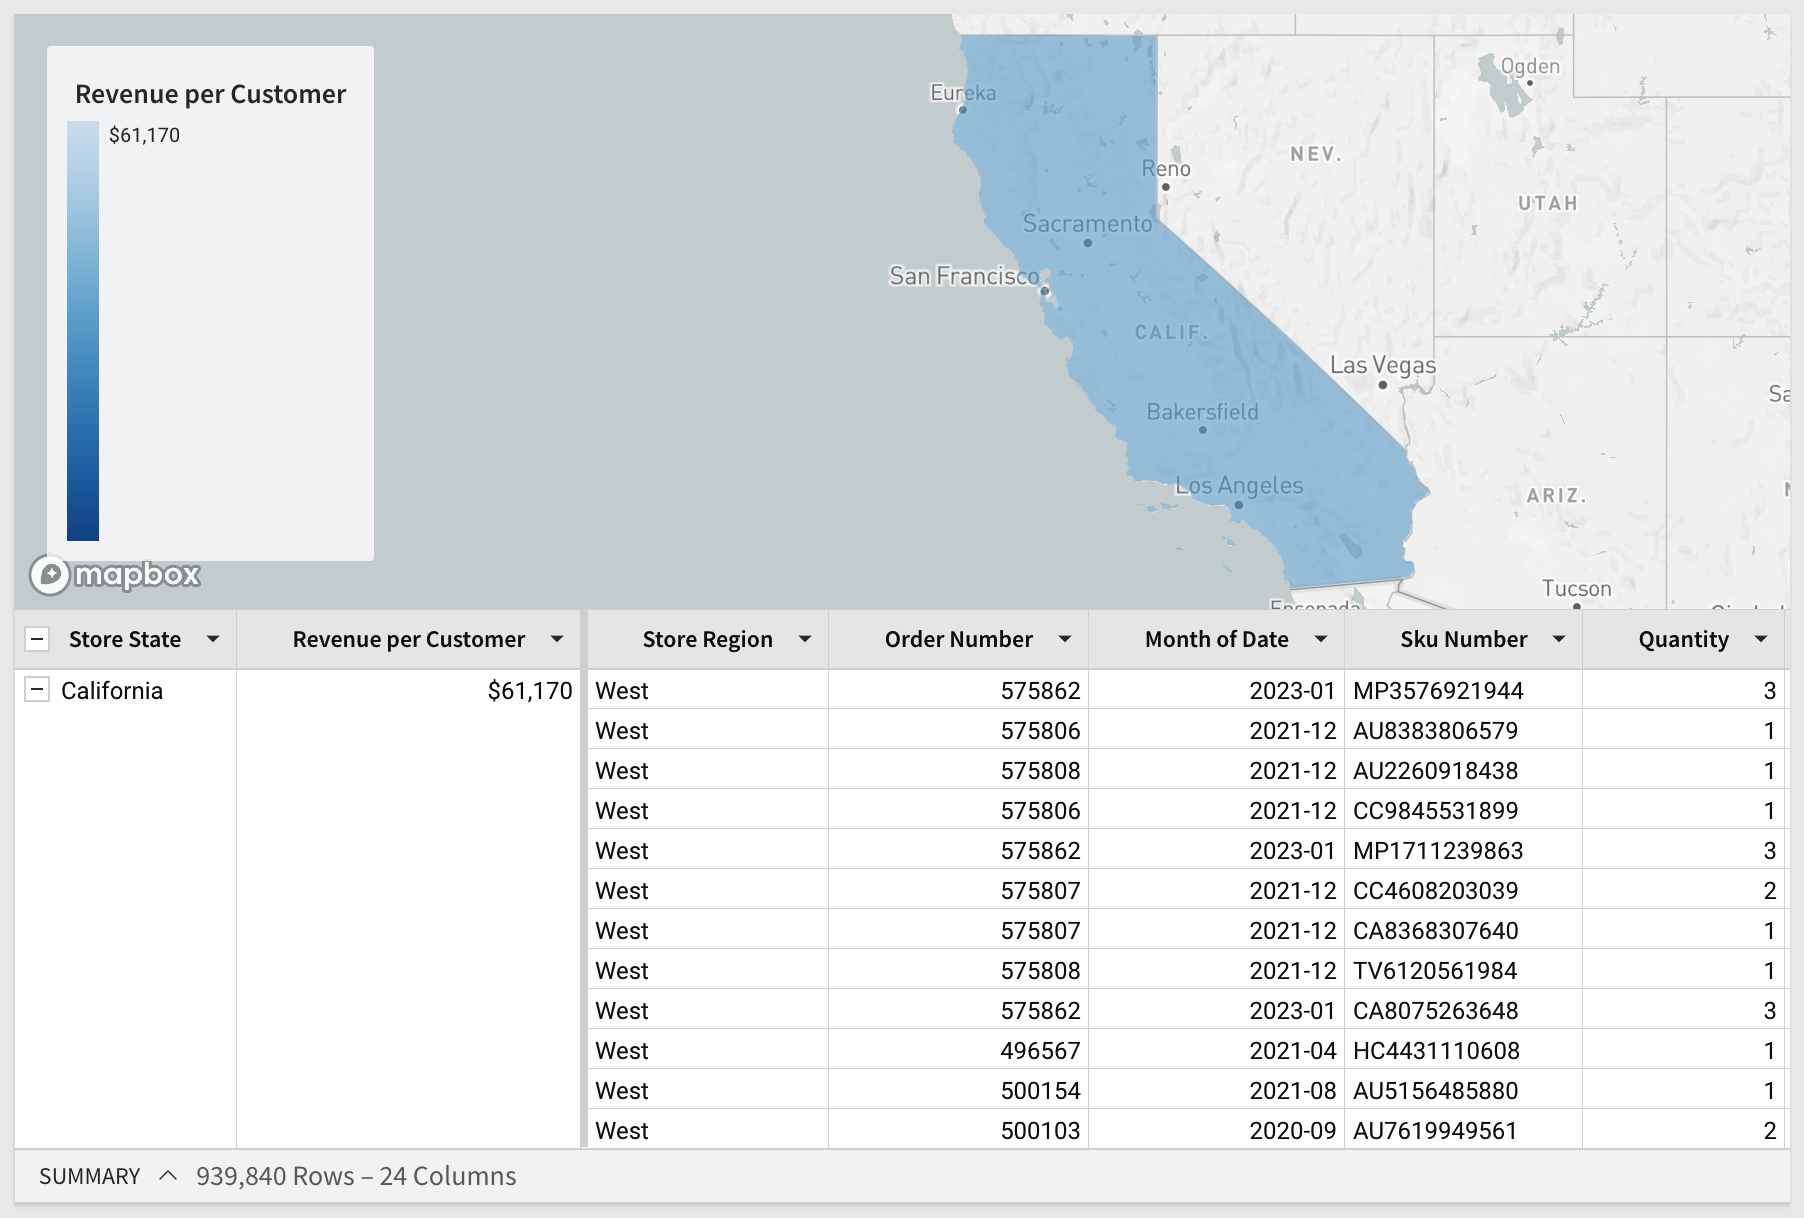 Revenue per Customer
$61,170
Eureka
Ogden
Reno
NEV.
UTAH
Sacramento
San Francisco
CALIF.
Las Vegas
Bakersfield
Los Angeles
ARIZ.
Tucson
mapbox
Store State Revenue per Customer Store Region Order Number Month of Date Sku Number Quantity
California $61,170 West 575862 2023-01 MP3576921944 3
West 575806 2021-12 AU8383806579 1
West 575808 2021-12 AU2260918438 1
West 575806 2021-12 CC9845531899 1
West 575862 2023-01 MP1711239863 3
West 575807 2021-12 CC4608203039 2
West 575807 2021-12 CA8368307640 1
West 575808 2021-12 TV6120561984 1
West 575862 2023-01 CA8075263648 3
West 496567 2021-04 HC4431110608 1
West 500154 2021-08 AU5156485880 1
West 500103 2020-09 AU7619949561 2
SUMMARY 939,840 Rows – 24 Columns